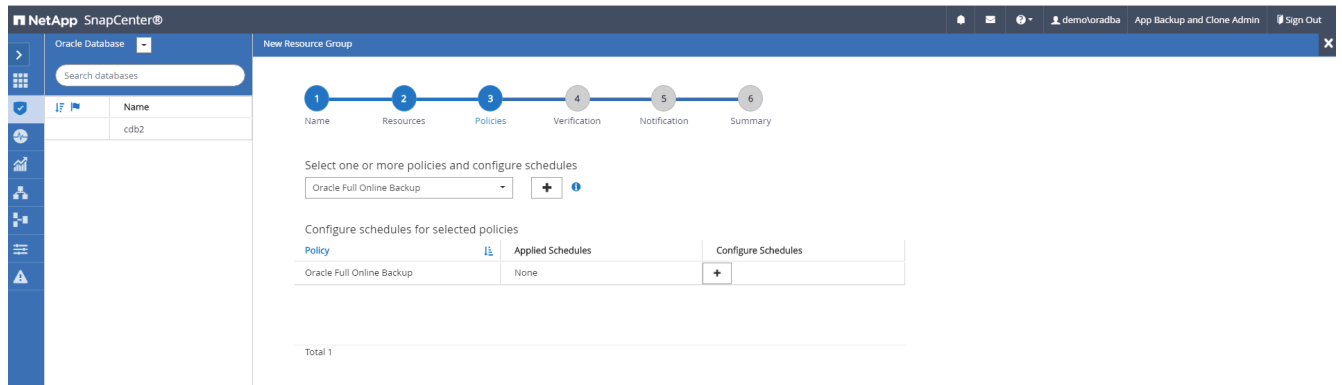 NetApp SnapCenter®
demo\oradba App Backup and Clone Admin Sign Out
Oracle Database
New Resource Group
Search databases
Name
cdb2
1 2 3 4 5 6
Name Resources Policies Verification Notification Summary
Select one or more policies and configure schedules
Oracle Full Online Backup
Configure schedules for selected policies
Policy Applied Schedules Configure Schedules
Oracle Full Online Backup None
Total 1